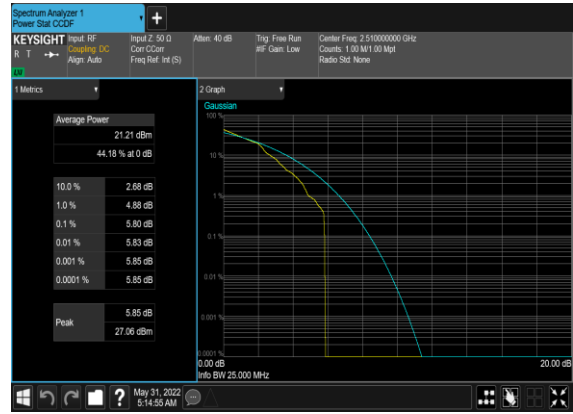 Spectrum Analyzer 1
Power Stat CCDF
KEYSIGHT
R T
LXI
Input: RF
Coupling: DC
Align: Auto
Input Z: 50 Ω
Corr CCorr
Freq Ref: Int (S)
Atten: 40 dB
Trig: Free Run
#IF Gain: Low
Center Freq: 2.510000000 GHz
Counts: 1.00 M/1.00 Mpt
Radio Std: None
1 Metrics
Average Power
21.21 dBm
44.18 % at 0 dB
10.0 % 2.68 dB
1.0 % 4.88 dB
0.1 % 5.80 dB
0.01 % 5.83 dB
0.001 % 5.85 dB
0.0001 % 5.85 dB
Peak
5.85 dB
27.06 dBm
2 Graph
Gaussian
100 %
10 %
1 %
0.1 %
0.01 %
0.001 %
0.0001 %
0.00 dB
20.00 dB
Info BW 25.000 MHz
?
May 31, 2022
5:14:55 AM